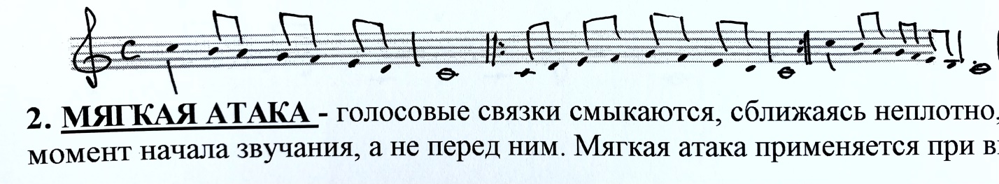 2. МЯГКАЯ АТАКА - голосовые связки смыкаются, сближаясь неплотно,
момент начала звучания, а не перед ним. Мягкая атака применяется при